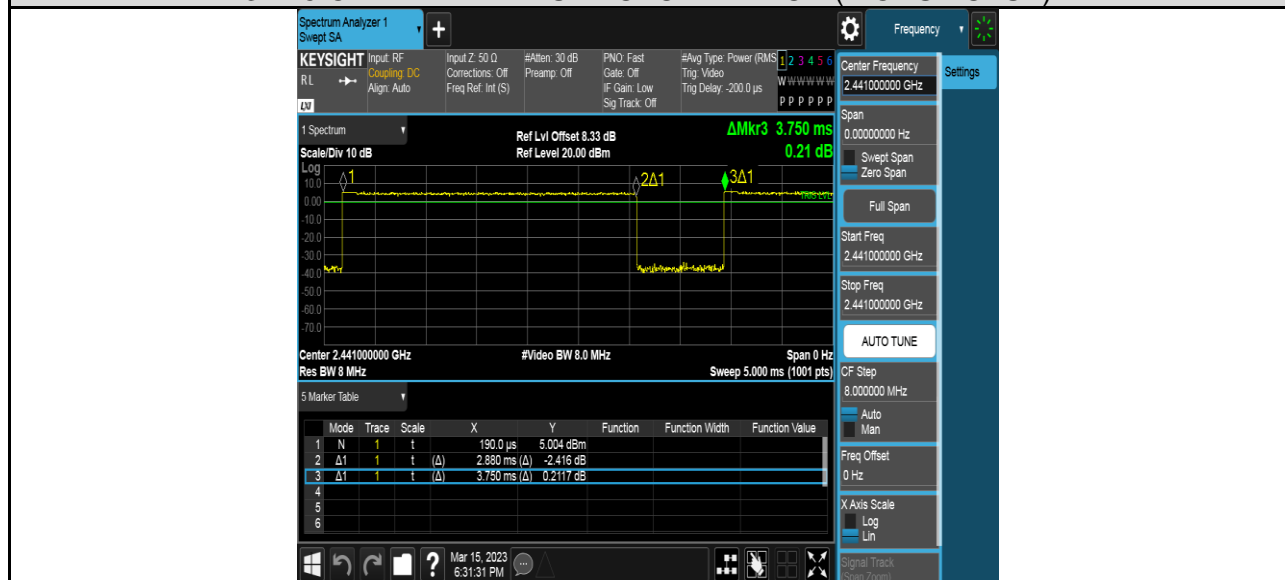 Spectrum Analyzer 1
Swept SA
+
Frequency
KEYSIGHT
RL
LXI
Input: RF
Coupling: DC
Align: Auto
Input Z: 50 Ω
Corrections: Off
Freq Ref: Int (S)
#Atten: 30 dB
Preamp: Off
PNO: Fast
Gate: Off
IF Gain: Low
Sig Track: Off
#Avg Type: Power (RMS
Trig: Video
Trig Delay: -200.0 µs
1 2 3 4 5 6
W W W W W W
P P P P P P
Center Frequency
2.441000000 GHz
Settings
Span
0.00000000 Hz
Swept Span
Zero Span
Full Span
Start Freq
2.441000000 GHz
Stop Freq
2.441000000 GHz
AUTO TUNE
CF Step
8.000000 MHz
Auto
Man
Freq Offset
0 Hz
X Axis Scale
Log
Lin
Signal Track
(Span Zoom)
1 Spectrum
Scale/Div 10 dB
Ref Lvl Offset 8.33 dB
Ref Level 20.00 dBm
ΔMkr3 3.750 ms
0.21 dB
Log
10.0
0.00
-10.0
-20.0
-30.0
-40.0
-50.0
-60.0
-70.0
1
2Δ1
3Δ1
TRIG LVL
Center 2.441000000 GHz
#Video BW 8.0 MHz
Span 0 Hz
Res BW 8 MHz
Sweep 5.000 ms (1001 pts)
5 Marker Table
Mode Trace Scale X Y Function Function Width Function Value
1 N 1 t 190.0 µs 5.004 dBm
2 Δ1 1 t (Δ) 2.880 ms (Δ) -2.416 dB
3 Δ1 1 t (Δ) 3.750 ms (Δ) 0.2117 dB
4
5
6
?
Mar 15, 2023
6:31:31 PM